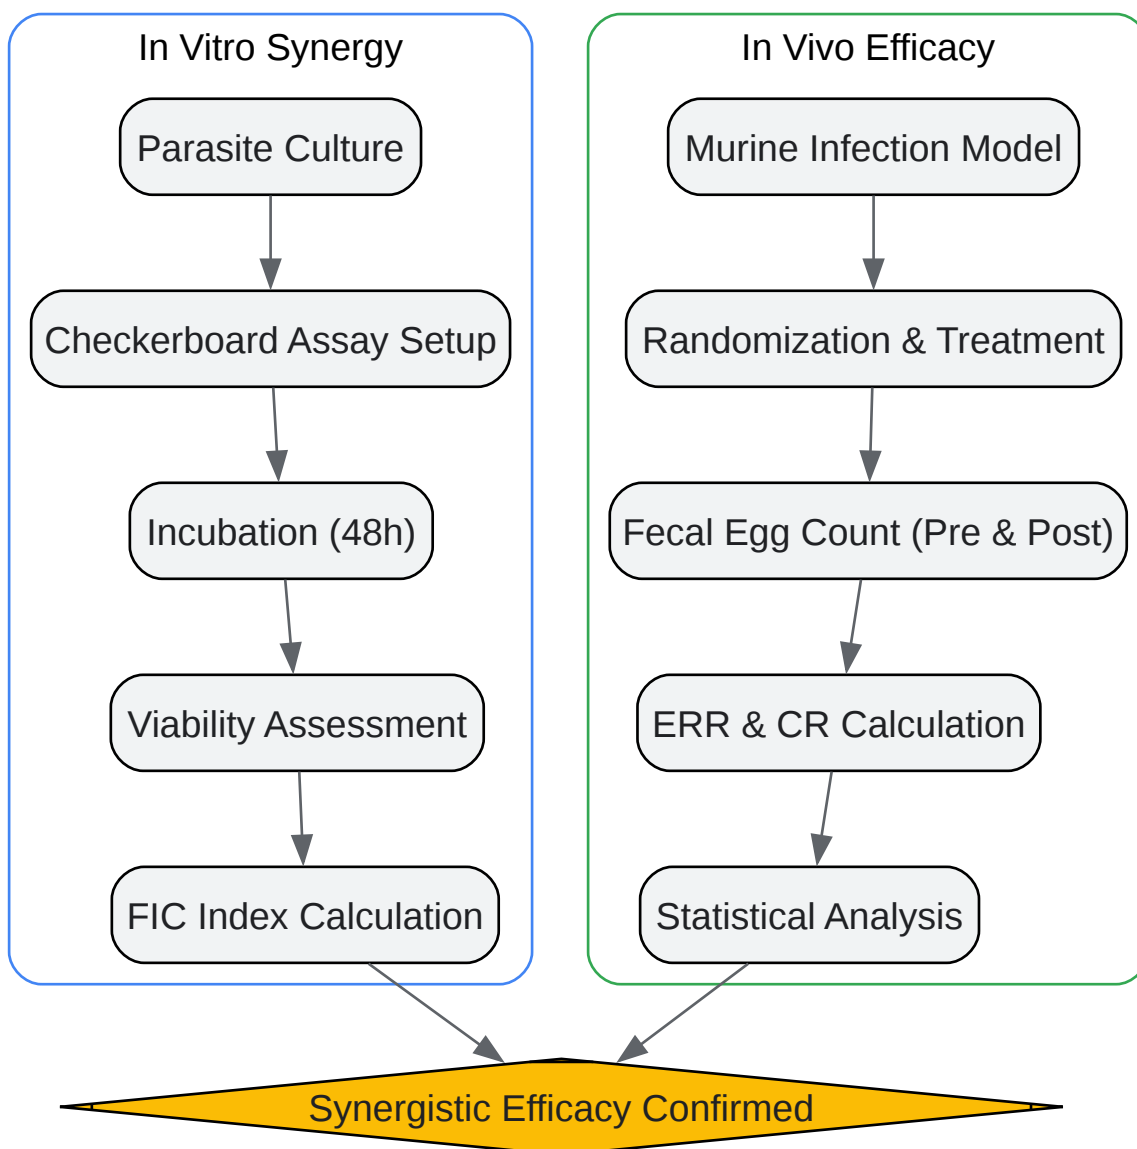 In Vitro Synergy
Parasite Culture
Checkerboard Assay Setup
Incubation (48h)
Viability Assessment
FIC Index Calculation
In Vivo Efficacy
Murine Infection Model
Randomization & Treatment
Fecal Egg Count (Pre & Post)
ERR & CR Calculation
Statistical Analysis
Synergistic Efficacy Confirmed